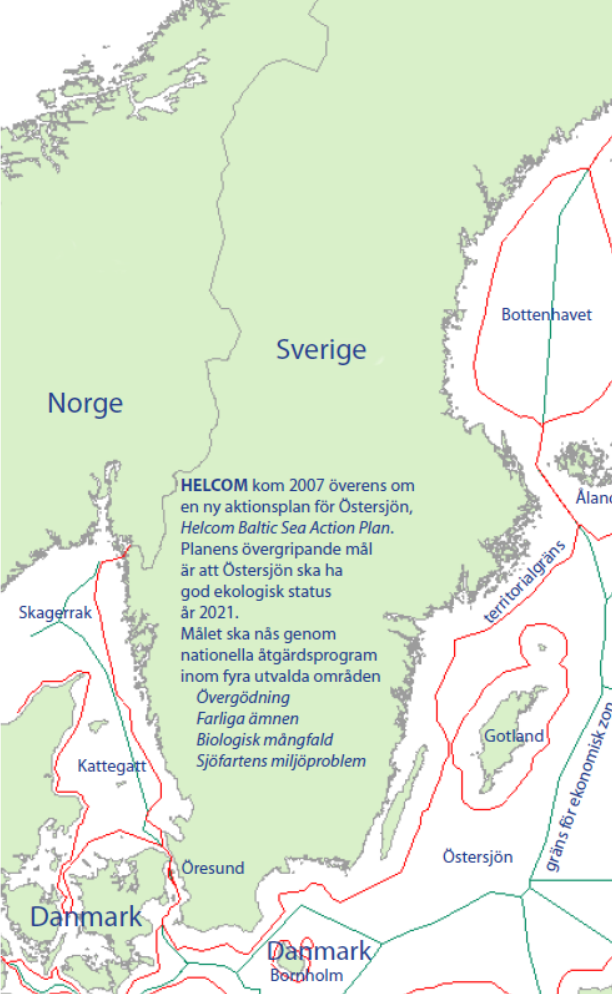 Bottenhavet
Sverige
Norge
HELCOM kom 2007 överens om
en ny aktionsplan för Östersjön,
Helcom Baltic Sea Action Plan.
Planens övergripande mål
är att Östersjön ska ha
god ekologisk status
år 2021.
Målet ska nås genom
nationella åtgärdsprogram
inom fyra utvalda områden
Övergödning
Farliga ämnen
Biologisk mångfald
Sjöfartens miljöproblem
Åland
territorialgräns
Skagerrak
Gotland
Kattegatt
gräns för ekonomisk zon
Östersjön
Öresund
Danmark
Danmark
Bornholm